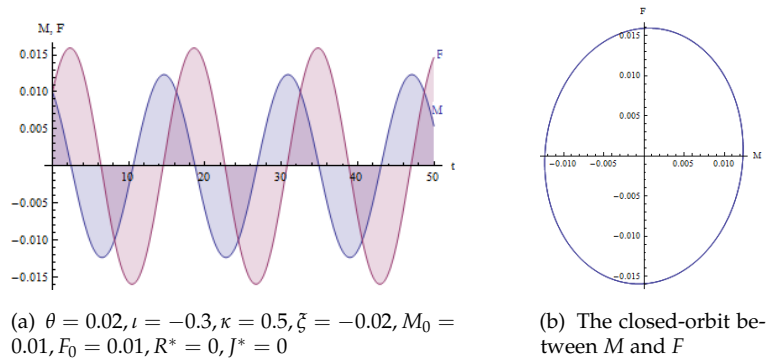 M, F
0.015
0.010
0.005
-0.005
-0.010
-0.015
10
20
30
40
50
t
F
M
F
0.015
0.010
0.005
-0.005
-0.010
-0.015
-0.010
-0.005
0.005
0.010
M
(a) θ = 0.02, ι = −0.3, κ = 0.5, ξ = −0.02, M₀ =
0.01, F₀ = 0.01, R* = 0, J* = 0
(b) The closed-orbit be-
tween M and F